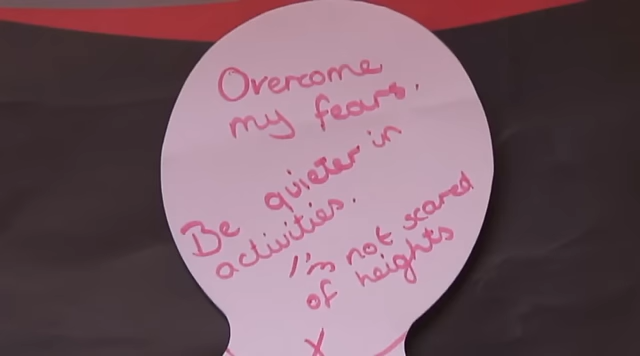 Overcome
my fears.
Be quieter in
activities.
I'm not scared
of heights
X